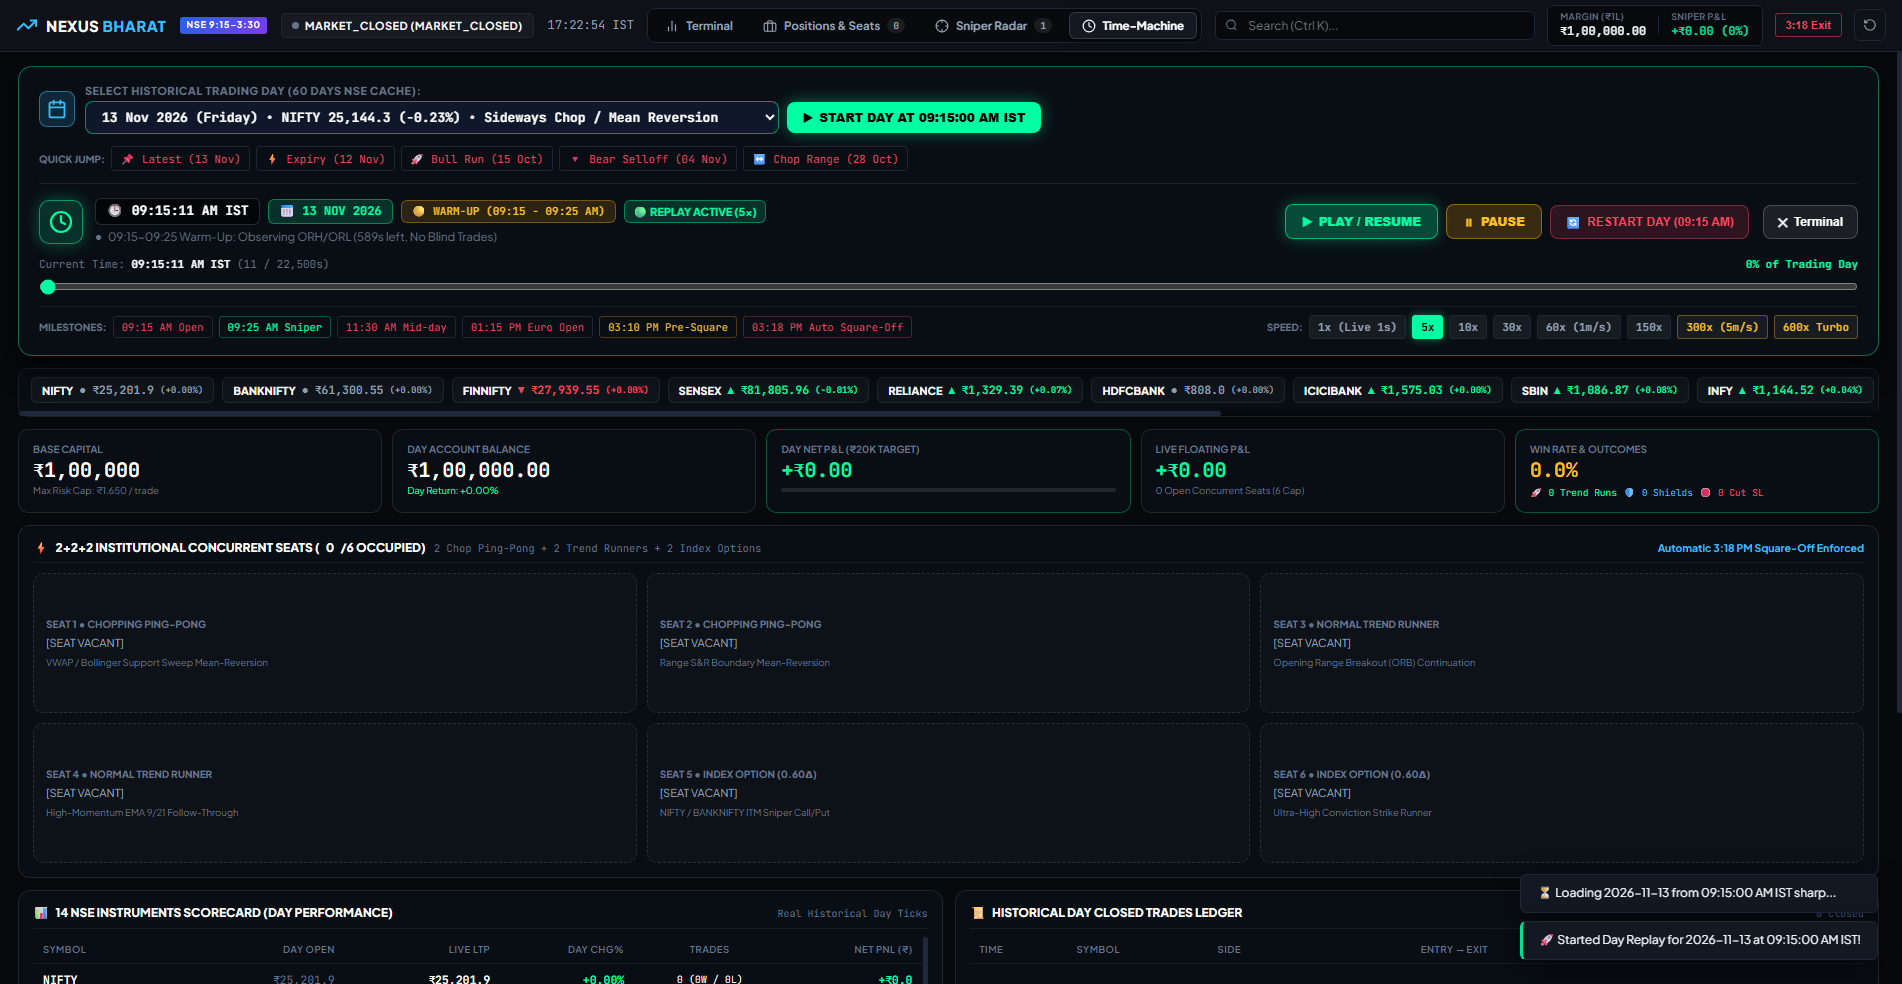 NEXUS BHARAT NSE 9:15-3:30 MARKET_CLOSED (MARKET_CLOSED) 17:22:54 IST Terminal Positions & Seats 0 Sniper Radar 1 Time-Machine Search (Ctrl K)... MARGIN (₹1L) ₹1,00,000.00 SNIPER P&L +₹0.00 (0%) 3:18 Exit
SELECT HISTORICAL TRADING DAY (60 DAYS NSE CACHE):
13 Nov 2026 (Friday) • NIFTY 25,144.3 (-0.23%) • Sideways Chop / Mean Reversion START DAY AT 09:15:00 AM IST
QUICK JUMP: Latest (13 Nov) Expiry (12 Nov) Bull Run (15 Oct) Bear Selloff (04 Nov) Chop Range (28 Oct)
09:15:11 AM IST 13 NOV 2026 WARM-UP (09:15 - 09:25 AM) REPLAY ACTIVE (5x) PLAY / RESUME PAUSE RESTART DAY (09:15 AM) Terminal
09:15-09:25 Warm-Up: Observing ORH/ORL (589s left, No Blind Trades)
Current Time: 09:15:11 AM IST (11 / 22,500s) 0% of Trading Day
MILESTONES: 09:15 AM Open 09:25 AM Sniper 11:30 AM Mid-day 01:15 PM Euro Open 03:10 PM Pre-Square 03:18 PM Auto Square-Off SPEED: 1x (Live 1s) 5x 10x 30x 60x (1m/s) 150x 300x (5m/s) 600x Turbo
NIFTY ● ₹25,201.9 (+0.00%) BANKNIFTY ● ₹61,300.55 (+0.00%) FINNIFTY ▼ ₹27,939.55 (+0.00%) SENSEX ▲ ₹81,805.96 (-0.01%) RELIANCE ▲ ₹1,329.39 (+0.07%) HDFCBANK ● ₹808.0 (+0.00%) ICICIBANK ▲ ₹1,575.03 (+0.00%) SBIN ▲ ₹1,086.87 (+0.08%) INFY ▲ ₹1,144.52 (+0.04%)
BASE CAPITAL
₹1,00,000
Max Risk Cap: ₹1,650 / trade
DAY ACCOUNT BALANCE
₹1,00,000.00
Day Return: +0.00%
DAY NET P&L (₹20K TARGET)
+₹0.00
LIVE FLOATING P&L
+₹0.00
0 Open Concurrent Seats (6 Cap)
WIN RATE & OUTCOMES
0.0%
0 Trend Runs 0 Shields 0 Cut SL
2+2+2 INSTITUTIONAL CONCURRENT SEATS ( 0 /6 OCCUPIED) 2 Chop Ping-Pong + 2 Trend Runners + 2 Index Options Automatic 3:18 PM Square-Off Enforced
SEAT 1 ● CHOPPING PING-PONG
[SEAT VACANT]
VWAP / Bollinger Support Sweep Mean-Reversion
SEAT 2 ● CHOPPING PING-PONG
[SEAT VACANT]
Range S&R Boundary Mean-Reversion
SEAT 3 ● NORMAL TREND RUNNER
[SEAT VACANT]
Opening Range Breakout (ORB) Continuation
SEAT 4 ● NORMAL TREND RUNNER
[SEAT VACANT]
High-Momentum EMA 9/21 Follow-Through
SEAT 5 ● INDEX OPTION (0.60Δ)
[SEAT VACANT]
NIFTY / BANKNIFTY ITM Sniper Call/Put
SEAT 6 ● INDEX OPTION (0.60Δ)
[SEAT VACANT]
Ultra-High Conviction Strike Runner
14 NSE INSTRUMENTS SCORECARD (DAY PERFORMANCE) Real Historical Day Ticks
SYMBOL DAY OPEN LIVE LTP DAY CHG% TRADES NET PNL (₹)
NIFTY ₹25,201.9 ₹25,201.9 +0.00% 0 (0W / 0L) +₹0.0
HISTORICAL DAY CLOSED TRADES LEDGER
TIME SYMBOL SIDE ENTRY → EXIT
Loading 2026-11-13 from 09:15:00 AM IST sharp...
Started Day Replay for 2026-11-13 at 09:15:00 AM IST!